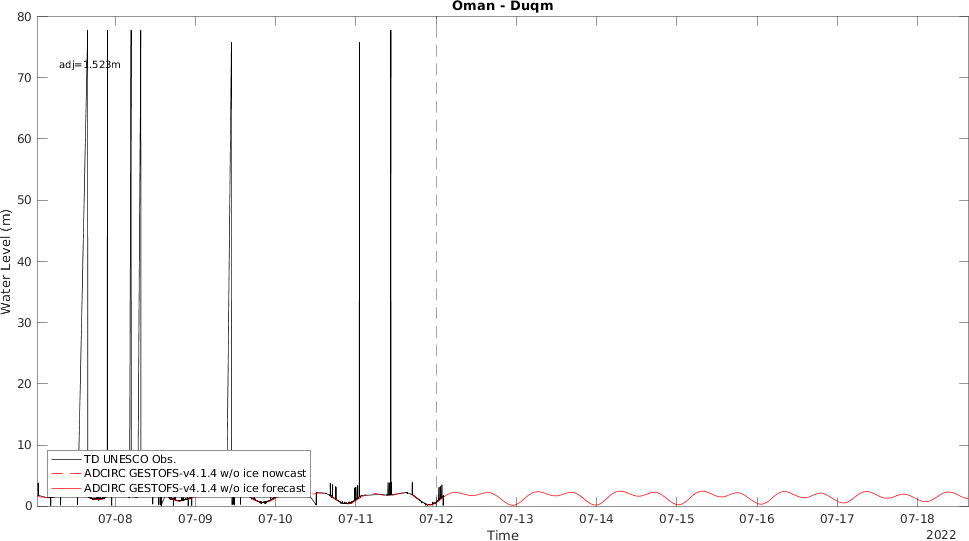 Oman - Duqm
80
70
60
50
40
30
20
10
0
Water Level (m)
adj=1.523m
TD UNESCO Obs.
ADCIRC GESTOFS-v4.1.4 w/o ice nowcast
ADCIRC GESTOFS-v4.1.4 w/o ice forecast
07-08 07-09 07-10 07-11 07-12 07-13 07-14 07-15 07-16 07-17 07-18
Time
2022